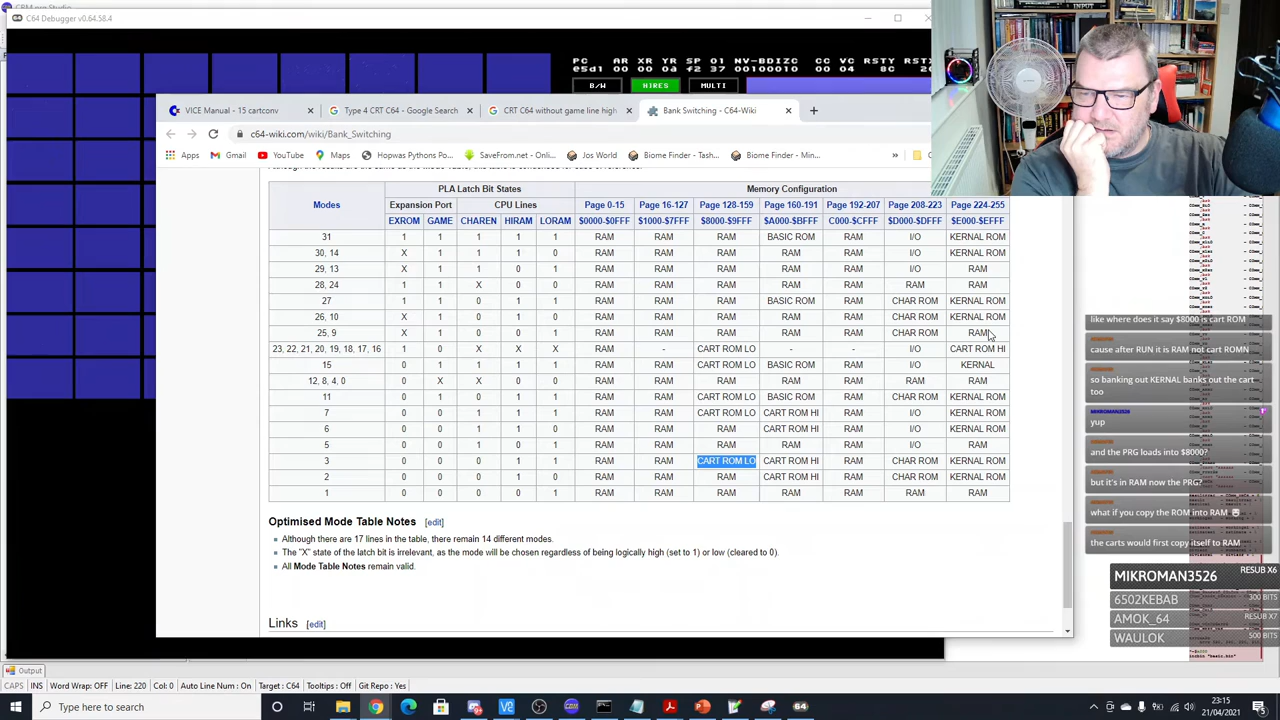 C64 Debugger v0.64.58.4
PC AR XR YR SP 01 NV-BDIZC CC VC RSTY RSTX
B/W HIRES MULTI
VICE Manual - 15 cartconv
Type 4 CRT C64 - Google Search
CRT C64 without game line high
Bank Switching - C64-Wiki
c64-wiki.com/wiki/Bank_Switching
Apps Gmail YouTube Maps Hopwas Pythons Po... SaveFrom.net - Onli... Jos World Biome Finder - Tash... Biome Finder - Min... »
PLA Latch Bit States Memory Configuration
Modes Expansion Port CPU Lines Page 0-15 Page 16-127 Page 128-159 Page 160-191 Page 192-207 Page 208-223 Page 224-255
EXROM GAME CHAREN HIRAM LORAM $0000-$0FFF $1000-$7FFF $8000-$9FFF $A000-$BFFF C000-$CFFF $D000-$DFFF $E000-$EFFF
31 1 1 1 1 1 RAM RAM RAM BASIC ROM RAM I/O KERNAL ROM
30, 14 X 1 1 1 0 RAM RAM RAM RAM RAM I/O KERNAL ROM
29, 13 X 1 1 0 1 RAM RAM RAM RAM RAM I/O RAM
28, 24 X 1 X 0 0 RAM RAM RAM RAM RAM RAM RAM
27 1 1 0 1 1 RAM RAM RAM BASIC ROM RAM CHAR ROM KERNAL ROM
26, 10 X 1 0 1 0 RAM RAM RAM RAM RAM CHAR ROM KERNAL ROM
25, 9 X 1 0 0 1 RAM RAM RAM RAM RAM CHAR ROM RAM
23, 22, 21, 20, 19, 18, 17, 16 1 0 X X X RAM - CART ROM LO - - I/O CART ROM HI
15 0 1 1 1 1 RAM RAM CART ROM LO BASIC ROM RAM I/O KERNAL
12, 8, 4, 0 0 X X 0 0 RAM RAM RAM RAM RAM RAM RAM
11 0 1 0 1 1 RAM RAM CART ROM LO BASIC ROM RAM CHAR ROM KERNAL ROM
7 0 0 1 1 1 RAM RAM CART ROM LO CART ROM HI RAM I/O KERNAL ROM
6 0 0 1 1 0 RAM RAM RAM CART ROM HI RAM I/O KERNAL ROM
5 0 0 1 0 1 RAM RAM RAM RAM RAM I/O RAM
3 0 0 0 1 1 RAM RAM CART ROM LO CART ROM HI RAM CHAR ROM KERNAL ROM
2 0 0 0 1 0 RAM RAM RAM CART ROM HI RAM CHAR ROM KERNAL ROM
1 0 0 0 0 1 RAM RAM RAM RAM RAM RAM RAM
Optimised Mode Table Notes [edit]
Although there are 17 lines in the table, there remain 14 different modes.
The "X" state of the latch bit is irrelevant, as the mode will be chosen regardless of being logically high (set to 1) or low (cleared to 0).
All Mode Table Notes remain valid.
Links [edit]
like where does it say $8000 is cart ROM
cause after RUN it is RAM not cart ROMN
so banking out KERNAL banks out the cart
too
MIKROMAN3526
yup
and the PRG loads into $8000?
but it's in RAM now the PRG?
what if you copy the ROM into RAM
the carts would first copy itself to RAM
MIKROMAN3526 RESUB X6
6502KEBAB 300 BITS
AMOK_64 RESUB X7
WAULOK 500 BITS
Output
CAPS INS Word Wrap: OFF Line: 220 Col: 0 Auto Line Num : On Target : C64 Tooltips : Off Git Repo : Yes
Type here to search
23:15
21/04/2021